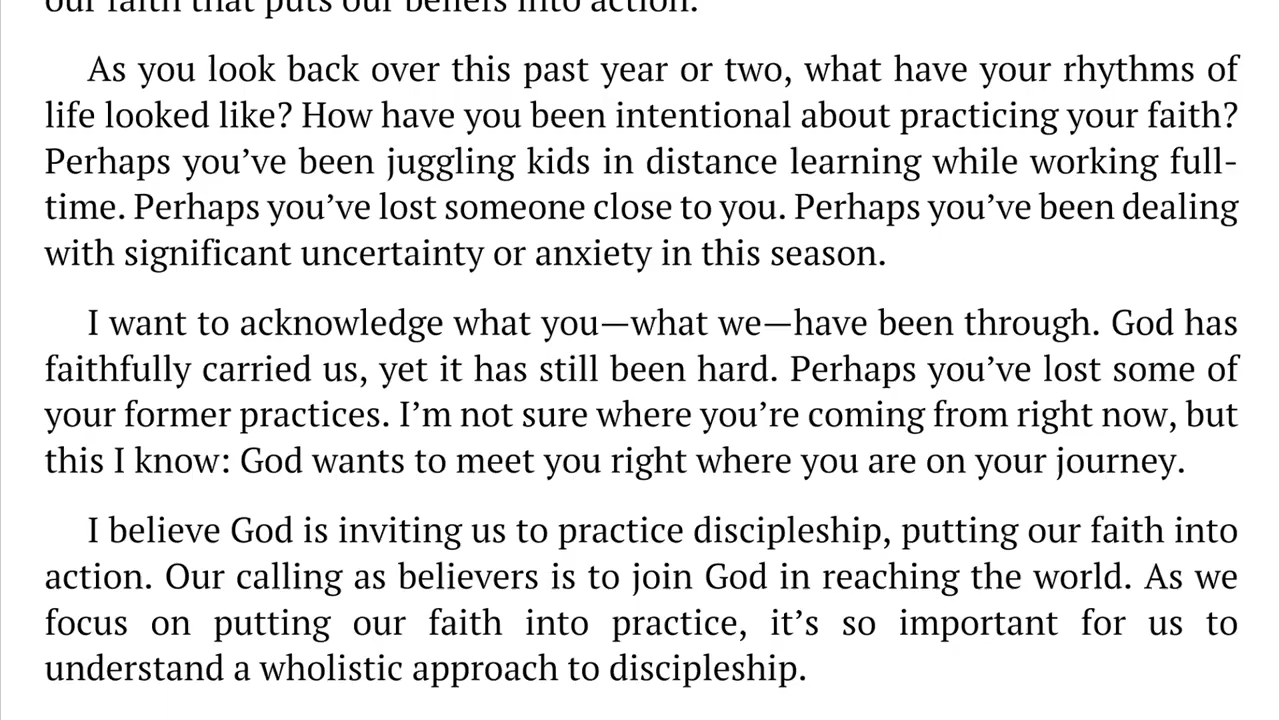 our faith that puts our beliefs into action.
As you look back over this past year or two, what have your rhythms of
life looked like? How have you been intentional about practicing your faith?
Perhaps you’ve been juggling kids in distance learning while working full-
time. Perhaps you’ve lost someone close to you. Perhaps you’ve been dealing
with significant uncertainty or anxiety in this season.
I want to acknowledge what you—what we—have been through. God has
faithfully carried us, yet it has still been hard. Perhaps you’ve lost some of
your former practices. I’m not sure where you’re coming from right now, but
this I know: God wants to meet you right where you are on your journey.
I believe God is inviting us to practice discipleship, putting our faith into
action. Our calling as believers is to join God in reaching the world. As we
focus on putting our faith into practice, it’s so important for us to
understand a wholistic approach to discipleship.